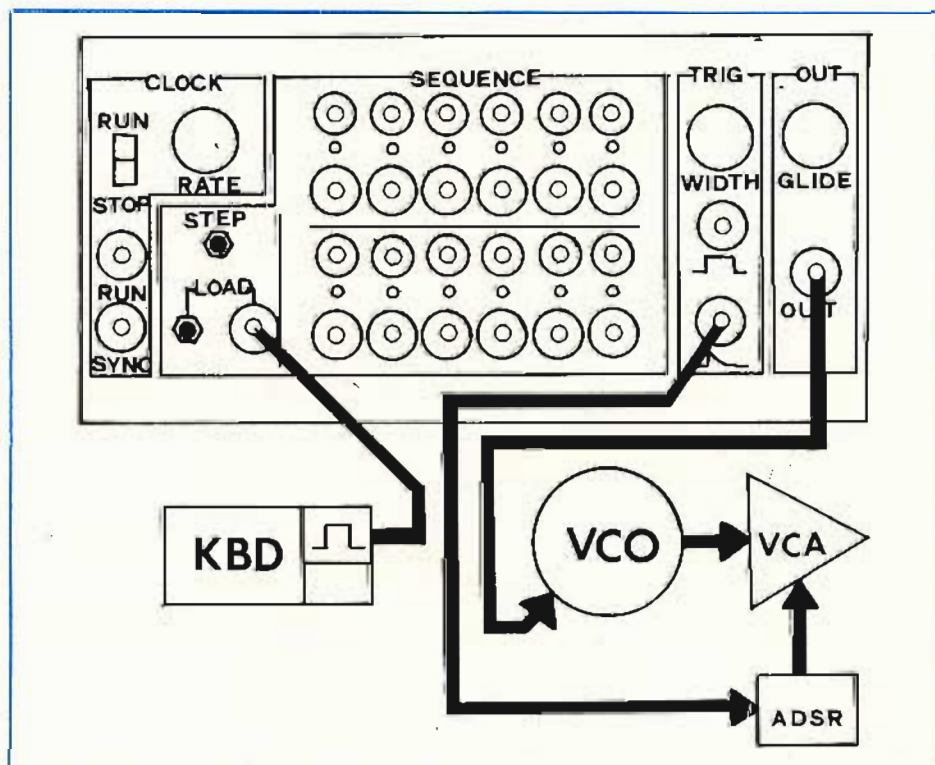 CLOCK
SEQUENCE
TRIG
OUT
RUN
STOP
RATE
STEP
WIDTH
GLIDE
RUN
LOAD
SYNC
OUT
KBD
VCO
VCA
ADSR